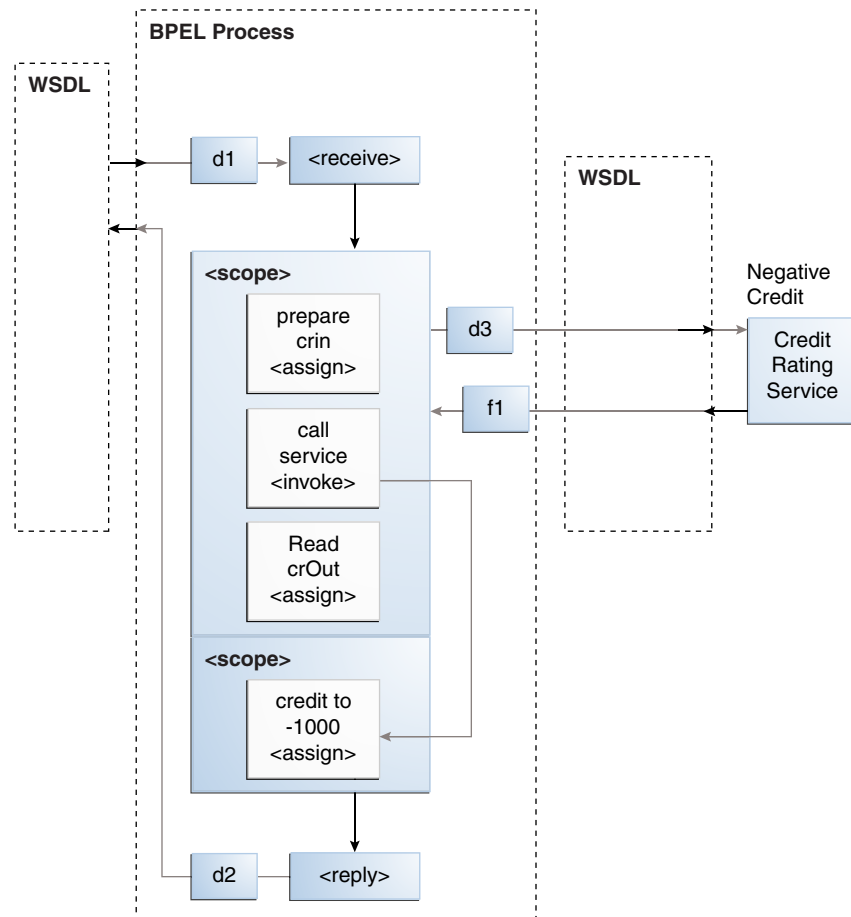 BPEL Process
WSDL
d1
<receive>
WSDL
<scope>
prepare
crin
<assign>
d3
Negative
Credit
Credit
Rating
Service
f1
call
service
<invoke>
Read
crOut
<assign>
<scope>
credit to
-1000
<assign>
d2
<reply>